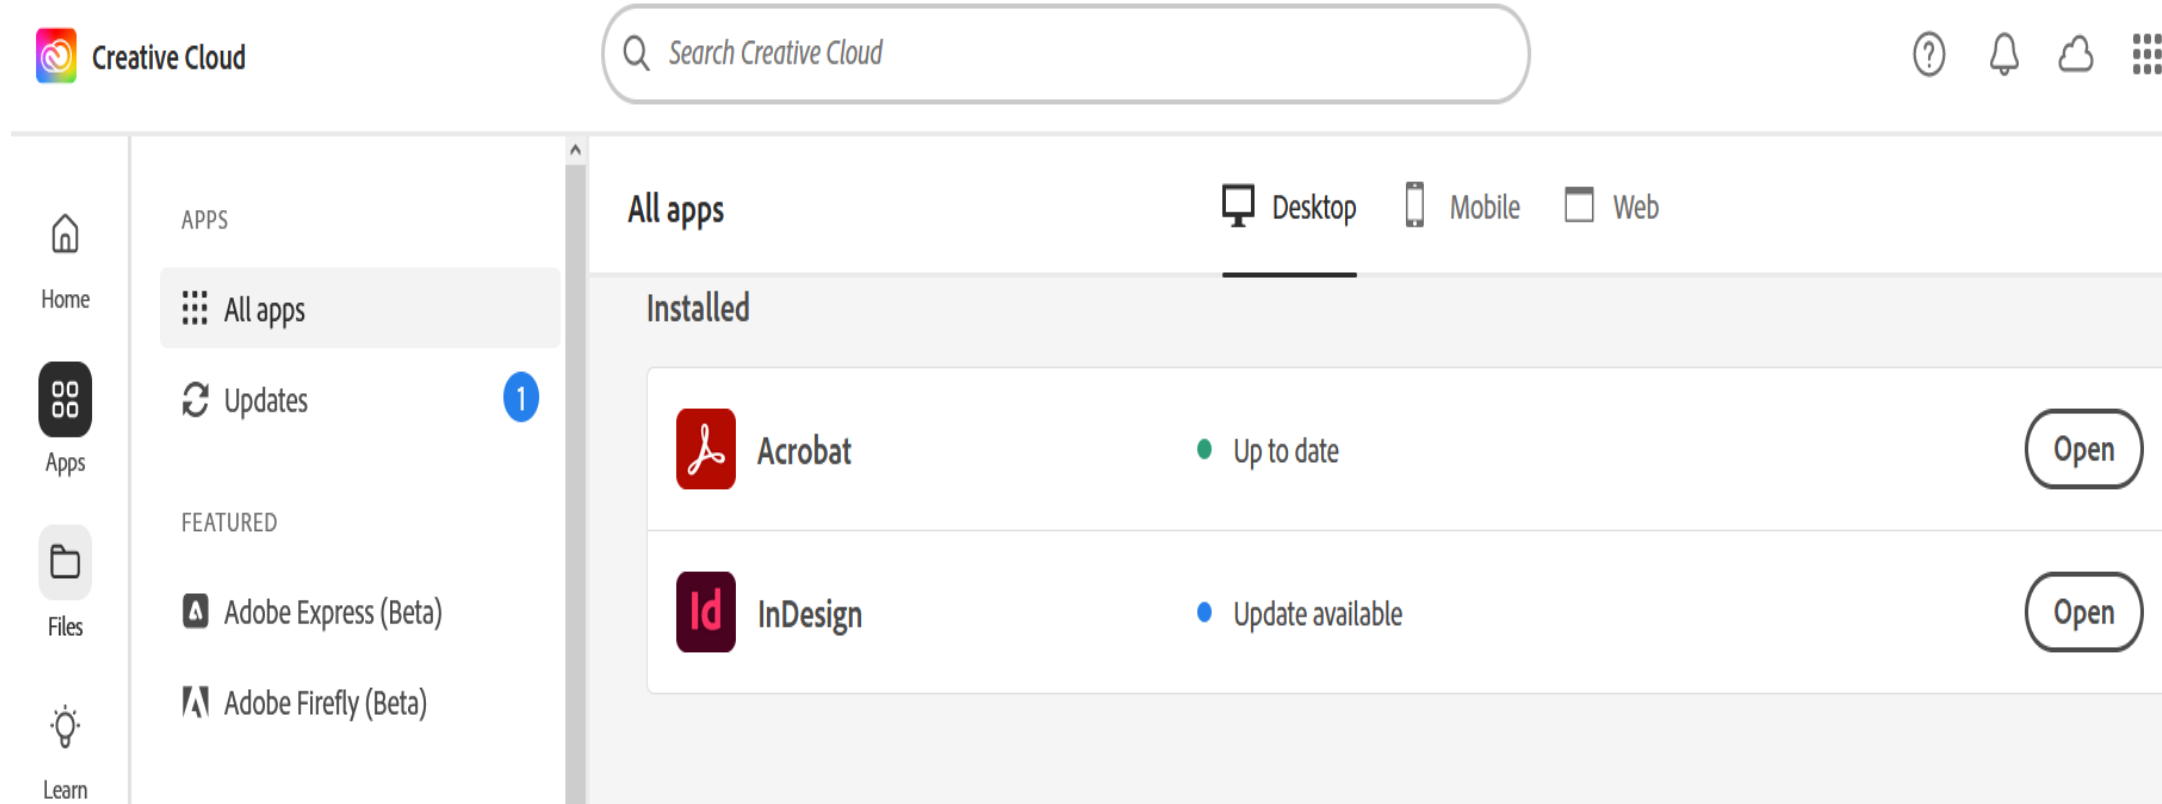 Creative Cloud
Search Creative Cloud
Home
Apps
Files
Learn
APPS
All apps
Updates 1
FEATURED
Adobe Express (Beta)
Adobe Firefly (Beta)
All apps Desktop Mobile Web
Installed
Acrobat Up to date Open
Id InDesign Update available Open